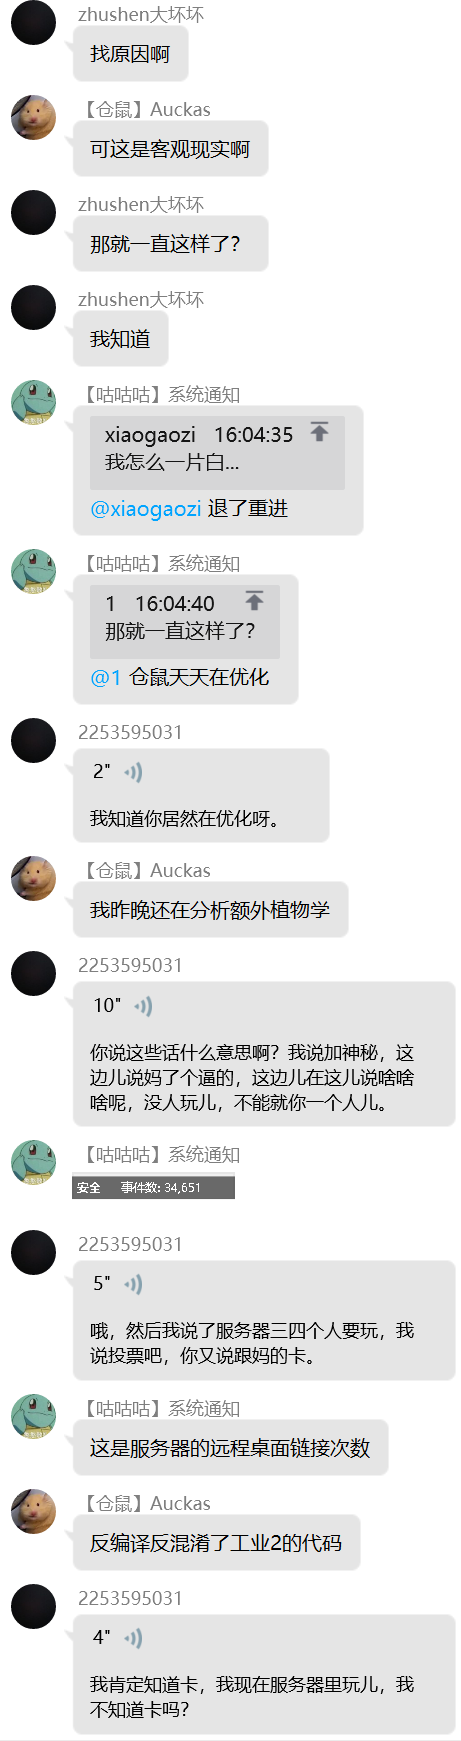 zhushen大坏坏
找原因啊
【仓鼠】Auckas
可这是客观现实啊
zhushen大坏坏
那就一直这样了？
zhushen大坏坏
我知道
【咕咕咕】系统通知
xiaogaozi 16:04:35
我怎么一片白...
@xiaogaozi 退了重进
【咕咕咕】系统通知
1 16:04:40
那就一直这样了？
@1 仓鼠天天在优化
2253595031
2"
我知道你居然在优化呀。
【仓鼠】Auckas
我昨晚还在分析额外植物学
2253595031
10"
你说这些话什么意思啊？我说加神秘，这
边儿说妈了个逼的，这边儿在这儿说啥啥
啥呢，没人玩儿，不能就你一个人儿。
【咕咕咕】系统通知
安全 事件数: 34,651
2253595031
5"
哦，然后我说了服务器三四个人要玩，我
说投票吧，你又说跟妈的卡。
【咕咕咕】系统通知
这是服务器的远程桌面链接次数
【仓鼠】Auckas
反编译反混淆了工业2的代码
2253595031
4"
我肯定知道卡，我现在服务器里玩儿，我
不知道卡吗？